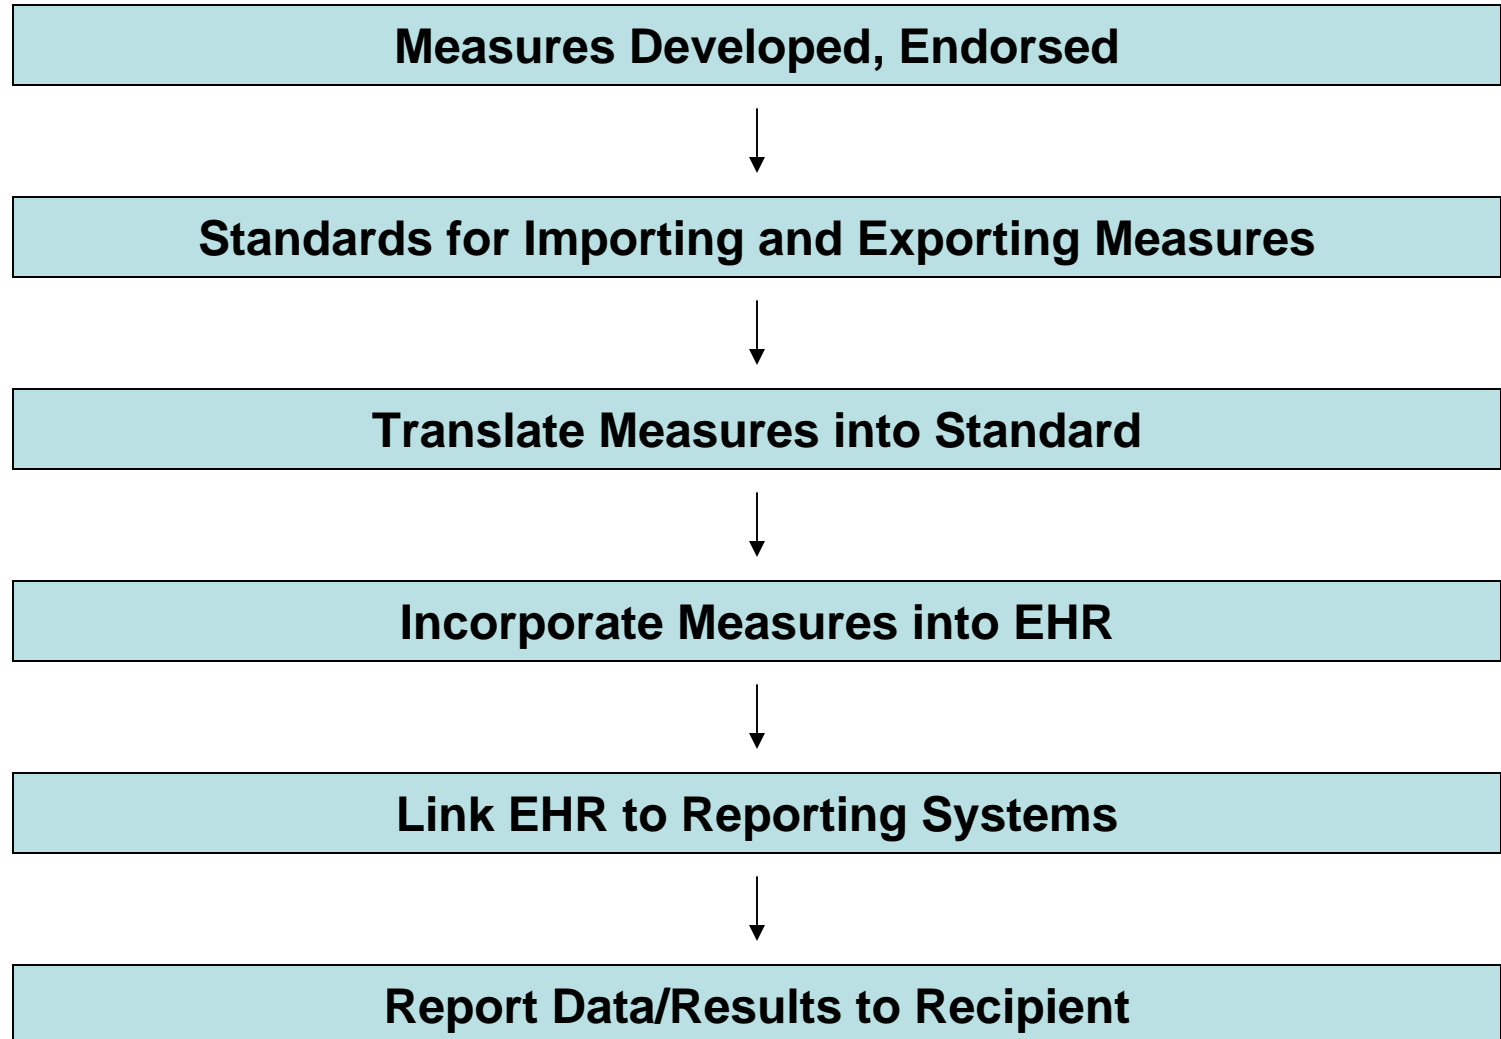 Measures Developed, Endorsed
Standards for Importing and Exporting Measures
Translate Measures into Standard
Incorporate Measures into EHR
Link EHR to Reporting Systems
Report Data/Results to Recipient